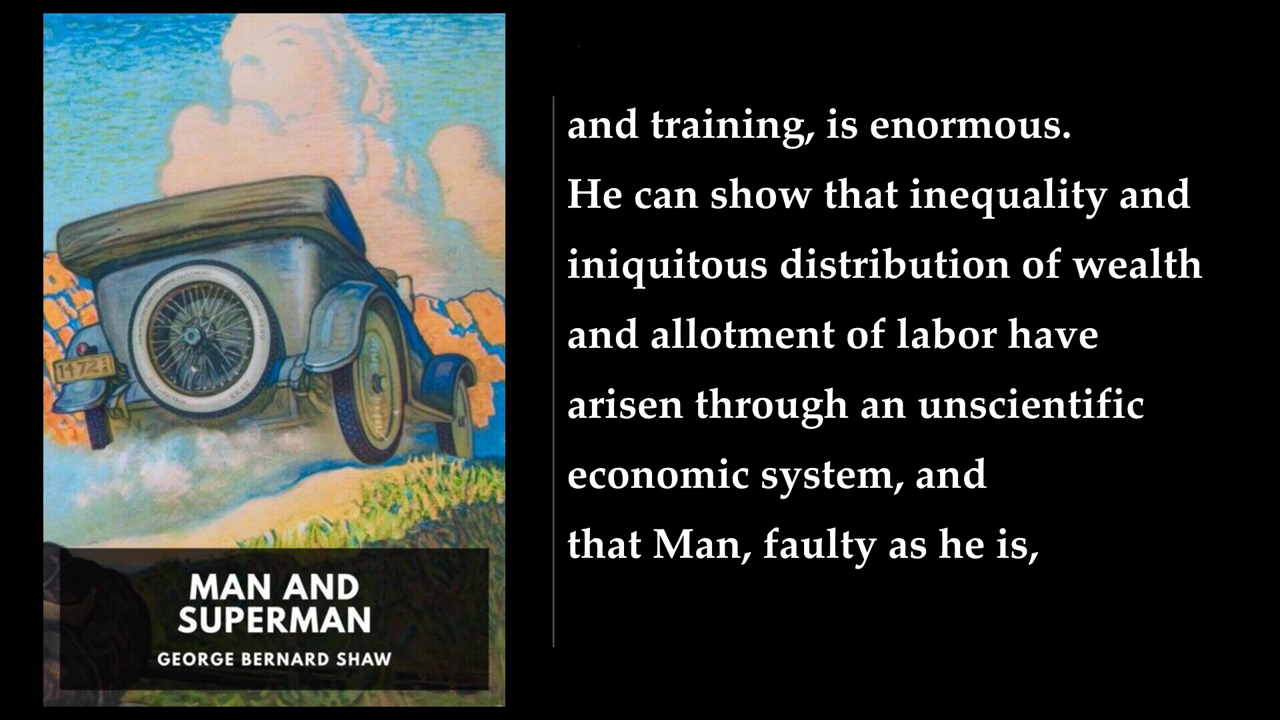 and training, is enormous.
He can show that inequality and
iniquitous distribution of wealth
and allotment of labor have
arisen through an unscientific
economic system, and
that Man, faulty as he is,
1472
MAN AND
SUPERMAN
GEORGE BERNARD SHAW